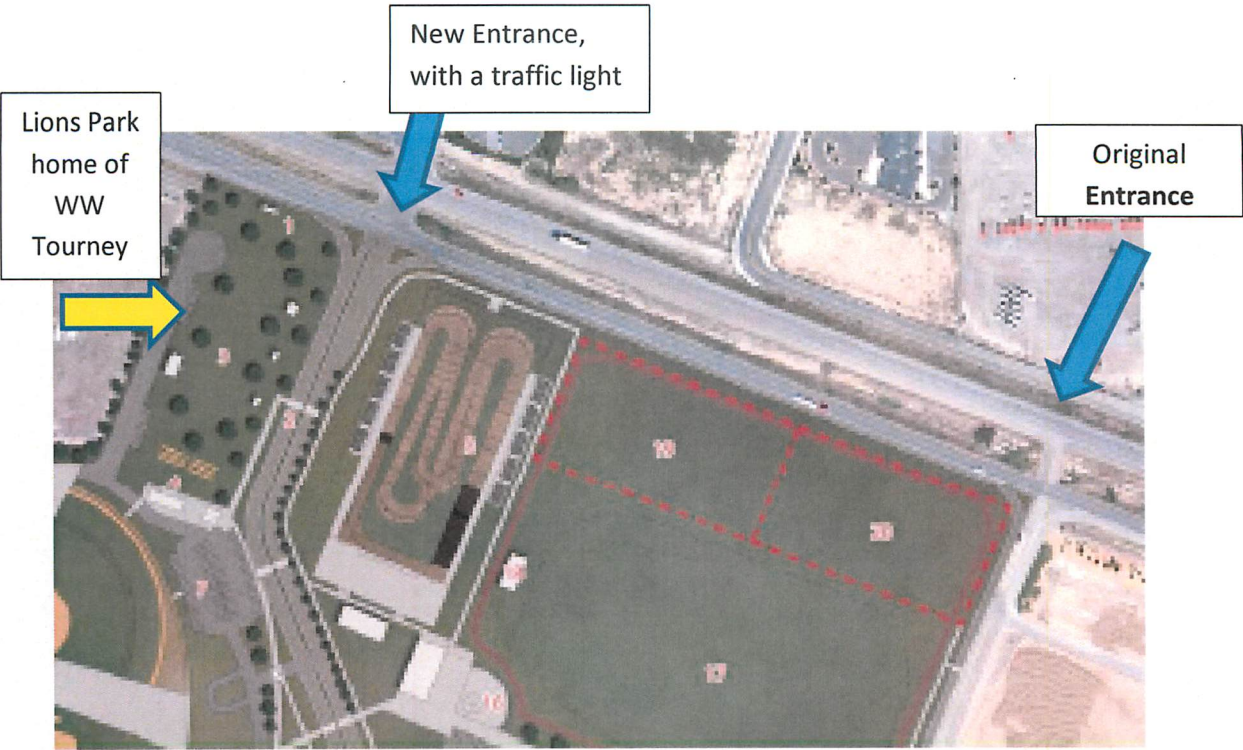 New Entrance,
with a traffic light
Lions Park
home of
WW
Tourney
Original
Entrance